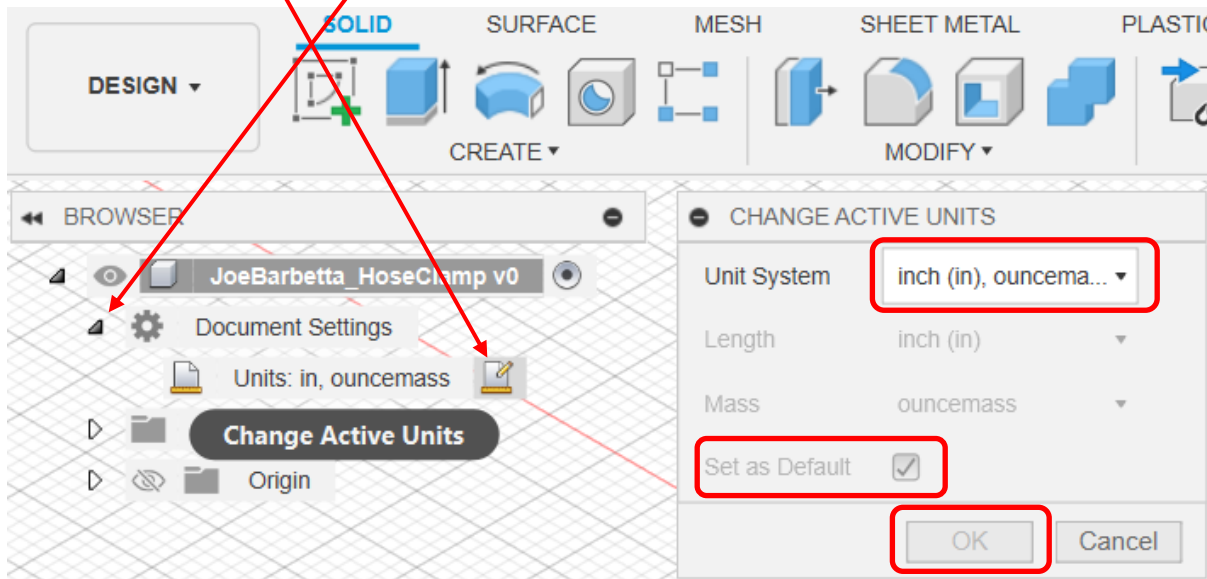 SOLID SURFACE MESH SHEET METAL PLASTIC
DESIGN
CREATE MODIFY
BROWSER
JoeBarbetta_HoseClamp v0
Document Settings
Units: in, ouncemass
Change Active Units
Origin
CHANGE ACTIVE UNITS
Unit System inch (in), ouncema...
Length inch (in)
Mass ouncemass
Set as Default
OK Cancel